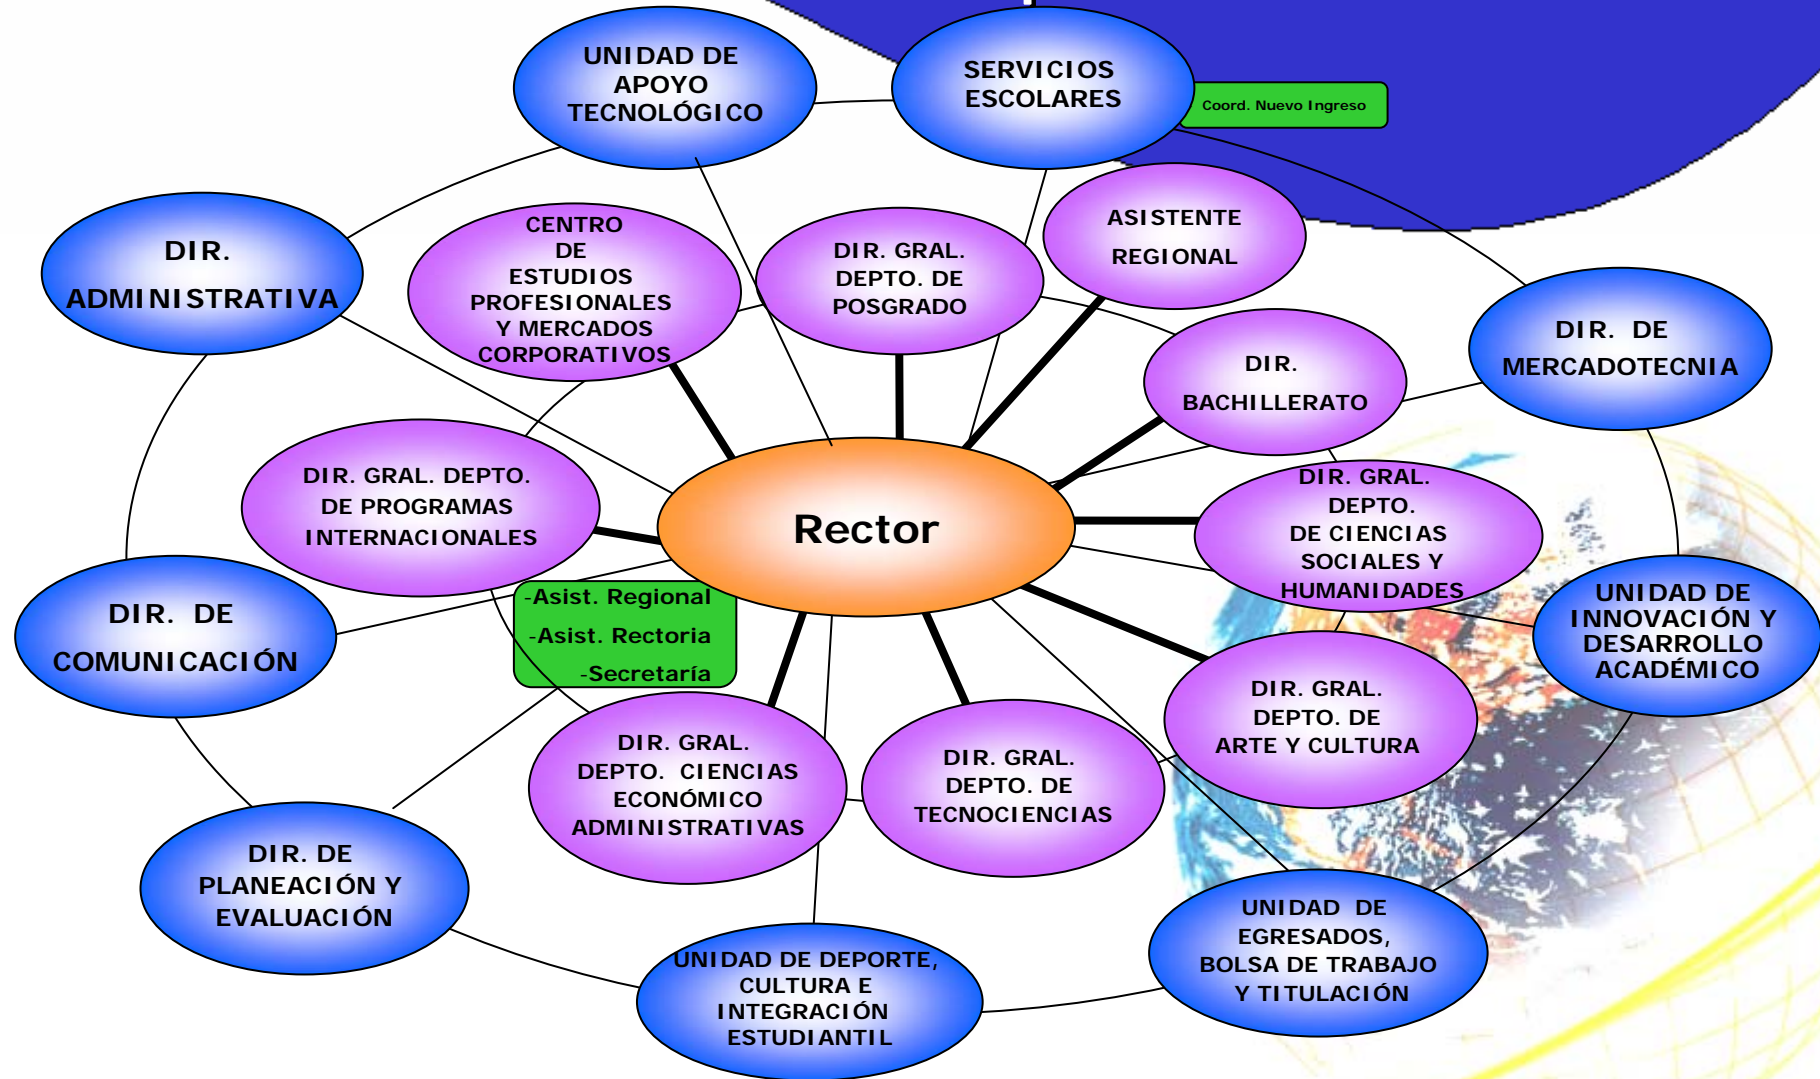 UNIDAD DE
APOYO
TECNOLÓGICO
SERVICIOS
ESCOLARES
Coord. Nuevo Ingreso
DIR.
ADMINISTRATIVA
CENTRO
DE
ESTUDIOS
PROFESIONALES
Y MERCADOS
CORPORATIVOS
DIR. GRAL.
DEPTO. DE
POSGRADO
ASISTENTE
REGIONAL
DIR. DE
MERCADOTECNIA
DIR.
BACHILLERATO
DIR. GRAL. DEPTO.
DE PROGRAMAS
INTERNACIONALES
Rector
DIR. GRAL.
DEPTO.
DE CIENCIAS
SOCIALES Y
HUMANIDADES
DIR. DE
COMUNICACIÓN
-Asist. Regional
-Asist. Rectoria
-Secretaría
UNIDAD DE
INNOVACIÓN Y
DESARROLLO
ACADÉMICO
DIR. GRAL.
DEPTO. CIENCIAS
ECONÓMICO
ADMINISTRATIVAS
DIR. GRAL.
DEPTO. DE
TECNOCIENCIAS
DIR. GRAL.
DEPTO. DE
ARTE Y CULTURA
DIR. DE
PLANEACIÓN Y
EVALUACIÓN
UNIDAD DE DEPORTE,
CULTURA E
INTEGRACIÓN
ESTUDIANTIL
UNIDAD DE
EGRESADOS,
BOLSA DE TRABAJO
Y TITULACIÓN